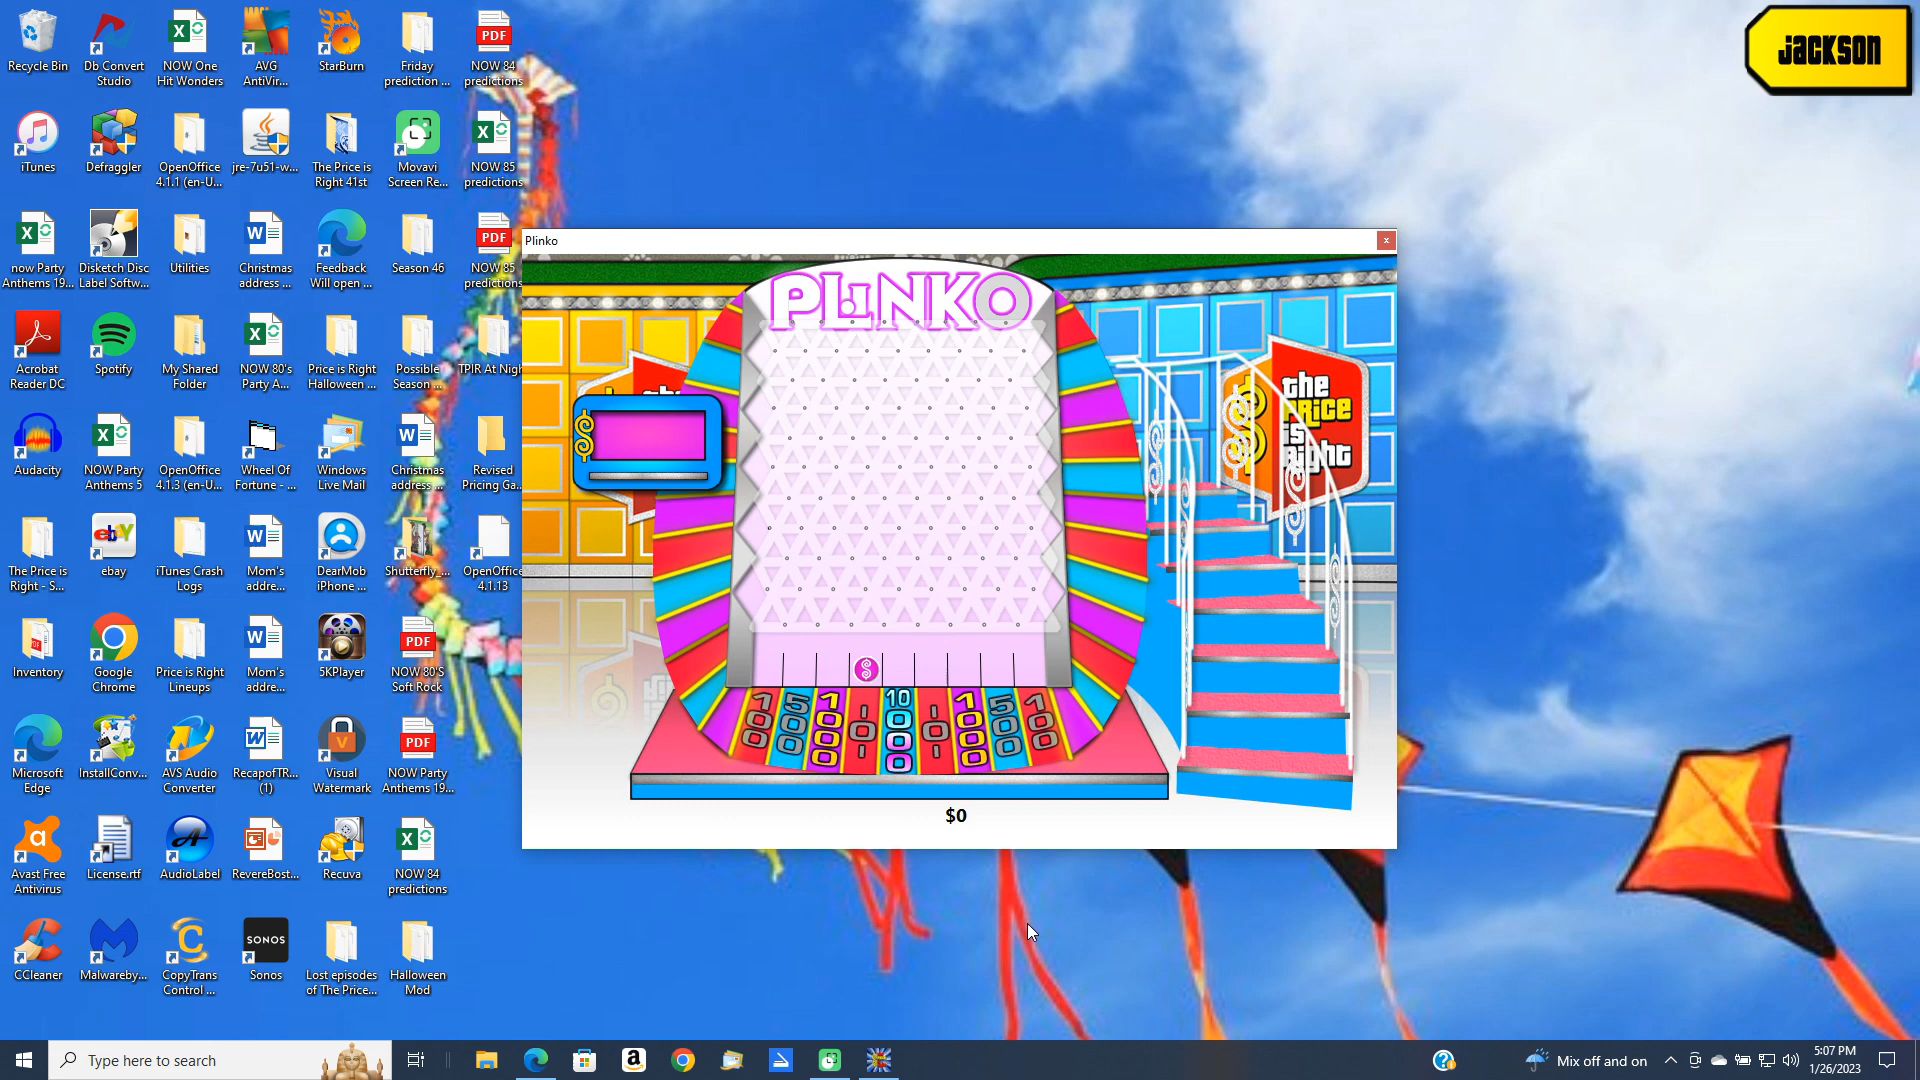 Recycle Bin
Db Convert
Studio
NOW One
Hit Wonders
AVG
AntiVir...
StarBurn
Friday
prediction ...
PDF
NOW 84
predictions
Jackson
iTunes
Defraggler
OpenOffice
4.1.1 (en-U...
jre-7u51-w...
The Price is
Right 41st
Movavi
Screen Re...
NOW 85
predictions
now Party
Anthems 19...
Disketch Disc
Label Softw...
Utilities
Christmas
address ...
Feedback
Will open ...
Season 46
PDF
NOW 85
predictions
Acrobat
Reader DC
Spotify
My Shared
Folder
NOW 80's
Party A...
Price is Right
Halloween ...
Possible
Season ...
TPIR At Nigh
Audacity
NOW Party
Anthems 5
OpenOffice
4.1.3 (en-U...
Wheel Of
Fortune - ...
Windows
Live Mail
Christmas
address ...
Revised
Pricing Ga...
The Price is
Right - S...
ebay
ebay
iTunes Crash
Logs
Mom's
addre...
DearMob
iPhone ...
Shutterfly_...
OpenOffice
4.1.13
Inventory
Google
Chrome
Price is Right
Lineups
Mom's
addre...
5KPlayer
PDF
NOW 80'S
Soft Rock
Microsoft
Edge
InstallConv...
AVS Audio
Converter
RecapofTR...
(1)
Visual
Watermark
PDF
NOW Party
Anthems 19...
Avast Free
Antivirus
License.rtf
AudioLabel
RevereBost...
Recuva
NOW 84
predictions
CCleaner
Malwareby...
CopyTrans
Control ...
SONOS
Sonos
Lost episodes
of The Price...
Halloween
Mod
Plinko
x
PLINKO
the
PRiCE
is
Right
$
$
100 500 1000 0 10000 0 1000 500 100
$0
Type here to search
Mix off and on
5:07 PM
1/26/2023